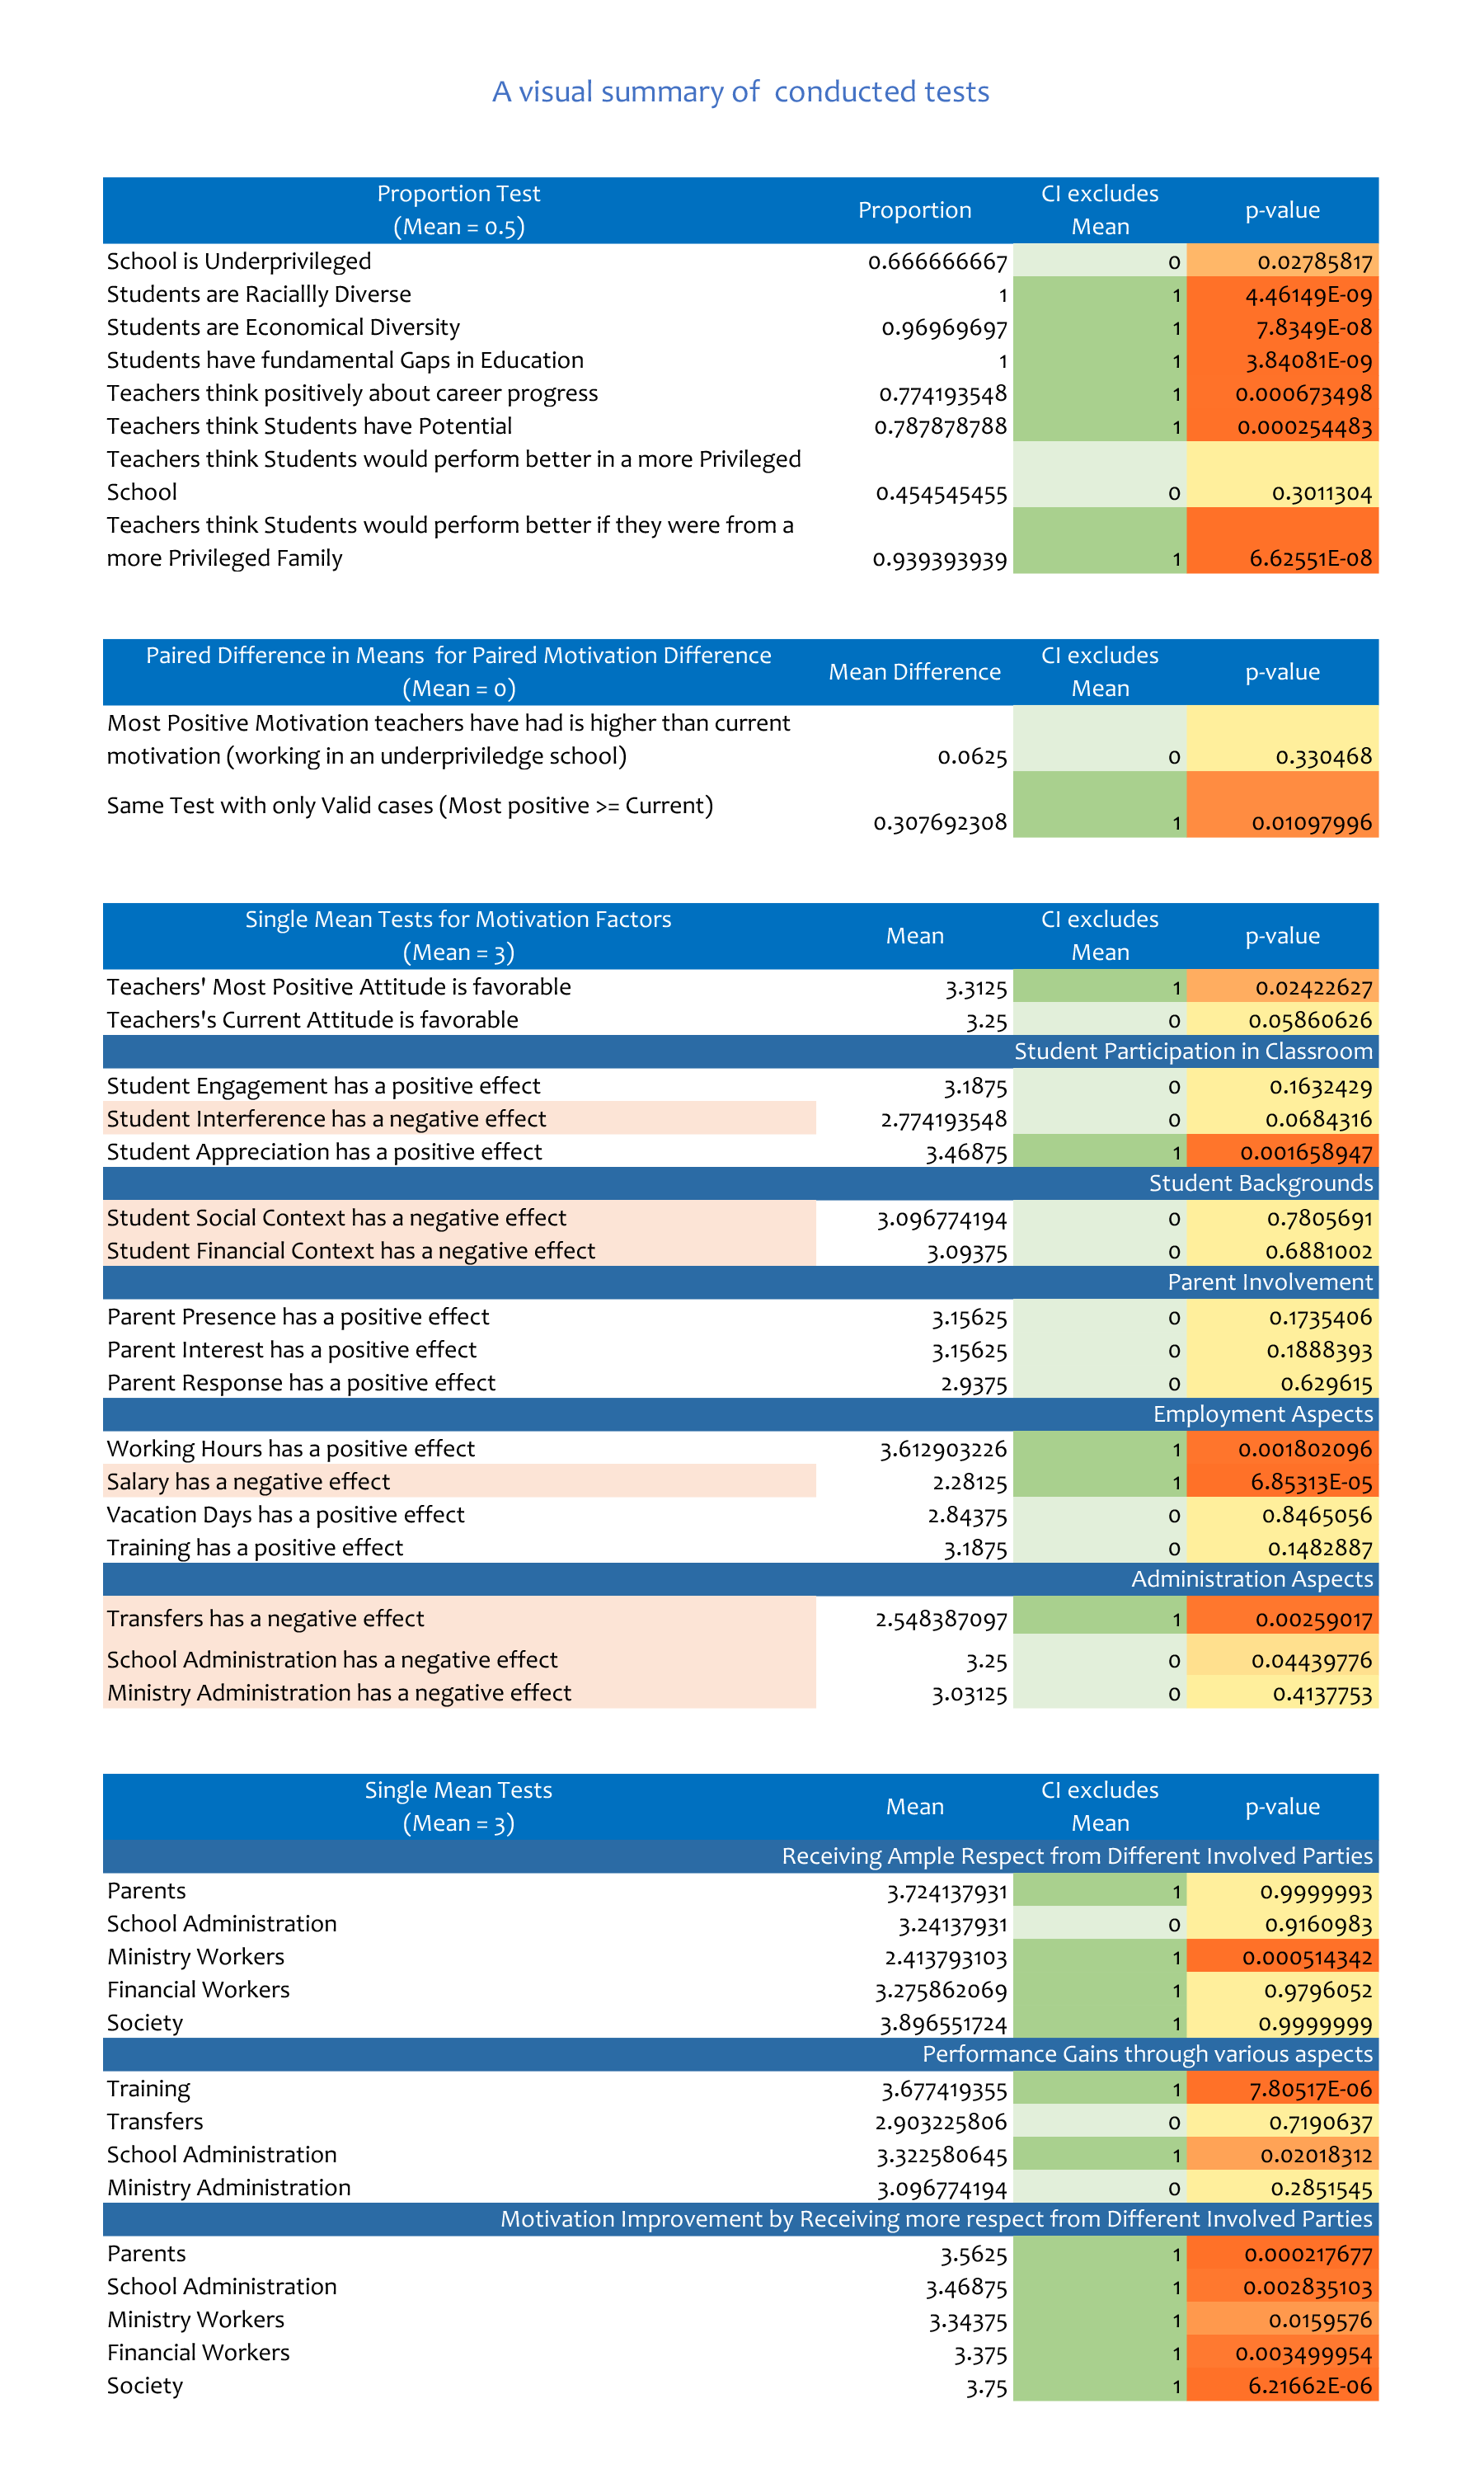 A visual summary of  conducted tests
Proportion Test
(Mean = 0.5)
Proportion
CI excludes
Mean
p-value
School is Underprivileged 0.666666667 0 0.02785817
Students are Raciallly Diverse 1 1 4.46149E-09
Students are Economical Diversity 0.96969697 1 7.8349E-08
Students have fundamental Gaps in Education 1 1 3.84081E-09
Teachers think positively about career progress 0.774193548 1 0.000673498
Teachers think Students have Potential 0.787878788 1 0.000254483
Teachers think Students would perform better in a more Privileged
School 0.454545455 0 0.3011304
Teachers think Students would perform better if they were from a
more Privileged Family 0.939393939 1 6.62551E-08
Paired Difference in Means  for Paired Motivation Difference
(Mean = 0)
Mean Difference
CI excludes
Mean
p-value
Most Positive Motivation teachers have had is higher than current
motivation (working in an underpriviledge school) 0.0625 0 0.330468
Same Test with only Valid cases (Most positive >= Current)
0.307692308 1 0.01097996
Single Mean Tests for Motivation Factors
(Mean = 3)
Mean
CI excludes
Mean
p-value
Teachers' Most Positive Attitude is favorable 3.3125 1 0.02422627
Teachers's Current Attitude is favorable 3.25 0 0.05860626
Student Participation in Classroom
Student Engagement has a positive effect 3.1875 0 0.1632429
Student Interference has a negative effect 2.774193548 0 0.0684316
Student Appreciation has a positive effect 3.46875 1 0.001658947
Student Backgrounds
Student Social Context has a negative effect 3.096774194 0 0.7805691
Student Financial Context has a negative effect 3.09375 0 0.6881002
Parent Involvement
Parent Presence has a positive effect 3.15625 0 0.1735406
Parent Interest has a positive effect 3.15625 0 0.1888393
Parent Response has a positive effect 2.9375 0 0.629615
Employment Aspects
Working Hours has a positive effect 3.612903226 1 0.001802096
Salary has a negative effect 2.28125 1 6.85313E-05
Vacation Days has a positive effect 2.84375 0 0.8465056
Training has a positive effect 3.1875 0 0.1482887
Administration Aspects
Transfers has a negative effect 2.548387097 1 0.00259017
School Administration has a negative effect 3.25 0 0.04439776
Ministry Administration has a negative effect 3.03125 0 0.4137753
Single Mean Tests
(Mean = 3)
Mean
CI excludes
Mean
p-value
Receiving Ample Respect from Different Involved Parties
Parents 3.724137931 1 0.9999993
School Administration 3.24137931 0 0.9160983
Ministry Workers 2.413793103 1 0.000514342
Financial Workers 3.275862069 1 0.9796052
Society 3.896551724 1 0.9999999
Performance Gains through various aspects
Training 3.677419355 1 7.80517E-06
Transfers 2.903225806 0 0.7190637
School Administration 3.322580645 1 0.02018312
Ministry Administration 3.096774194 0 0.2851545
Motivation Improvement by Receiving more respect from Different Involved Parties
Parents 3.5625 1 0.000217677
School Administration 3.46875 1 0.002835103
Ministry Workers 3.34375 1 0.0159576
Financial Workers 3.375 1 0.003499954
Society 3.75 1 6.21662E-06